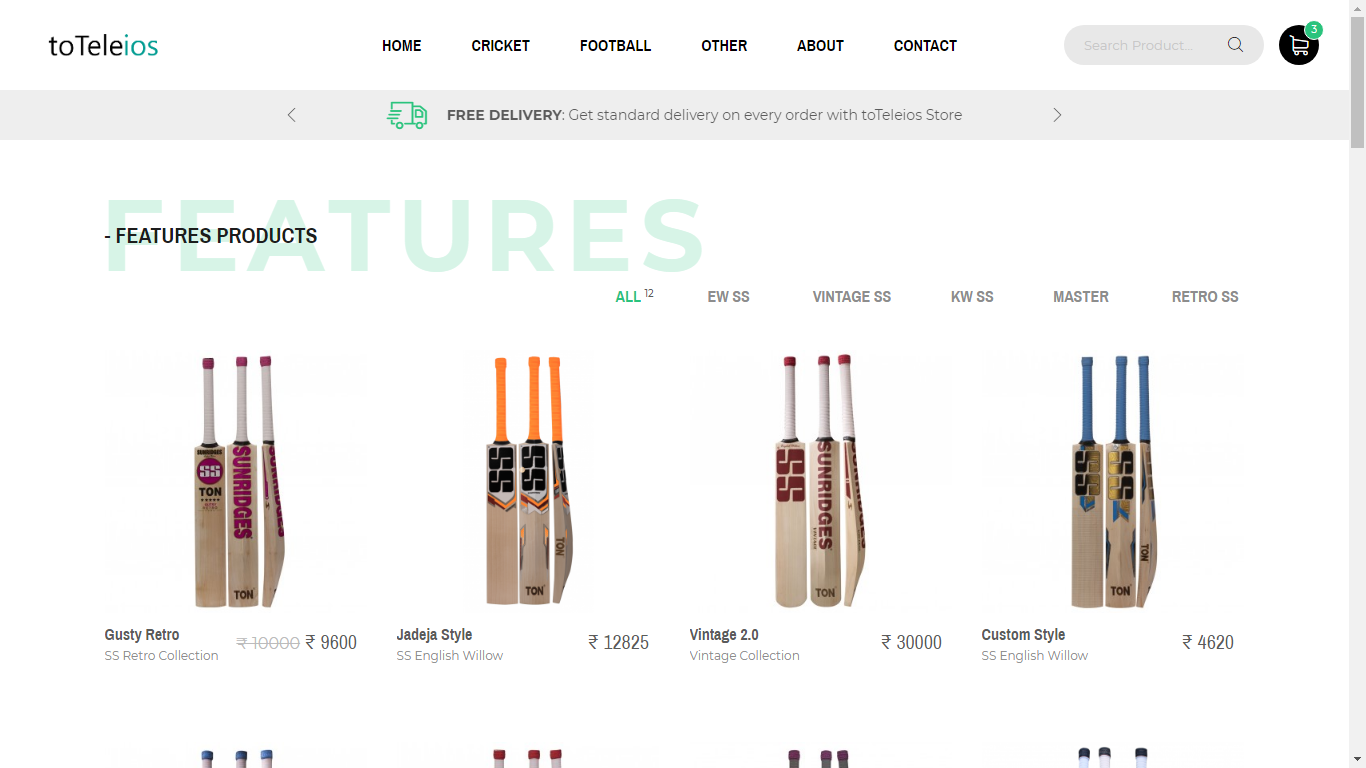 toTeleios
HOME CRICKET FOOTBALL OTHER ABOUT CONTACT
Search Product...
3
FREE DELIVERY: Get standard delivery on every order with toTeleios Store
FEATURES
- FEATURES PRODUCTS
ALL 12 EW SS VINTAGE SS KW SS MASTER RETRO SS
SUNRIDGES
SS
TON
SUNRIDGES
TON
SUNRIDGES
SS
SS
TON
SS
SUNRIDGES
TON
SS
SS
TON
TON
Gusty Retro
SS Retro Collection
₹ 10000 ₹ 9600
Jadeja Style
SS English Willow
₹ 12825
Vintage 2.0
Vintage Collection
₹ 30000
Custom Style
SS English Willow
₹ 4620